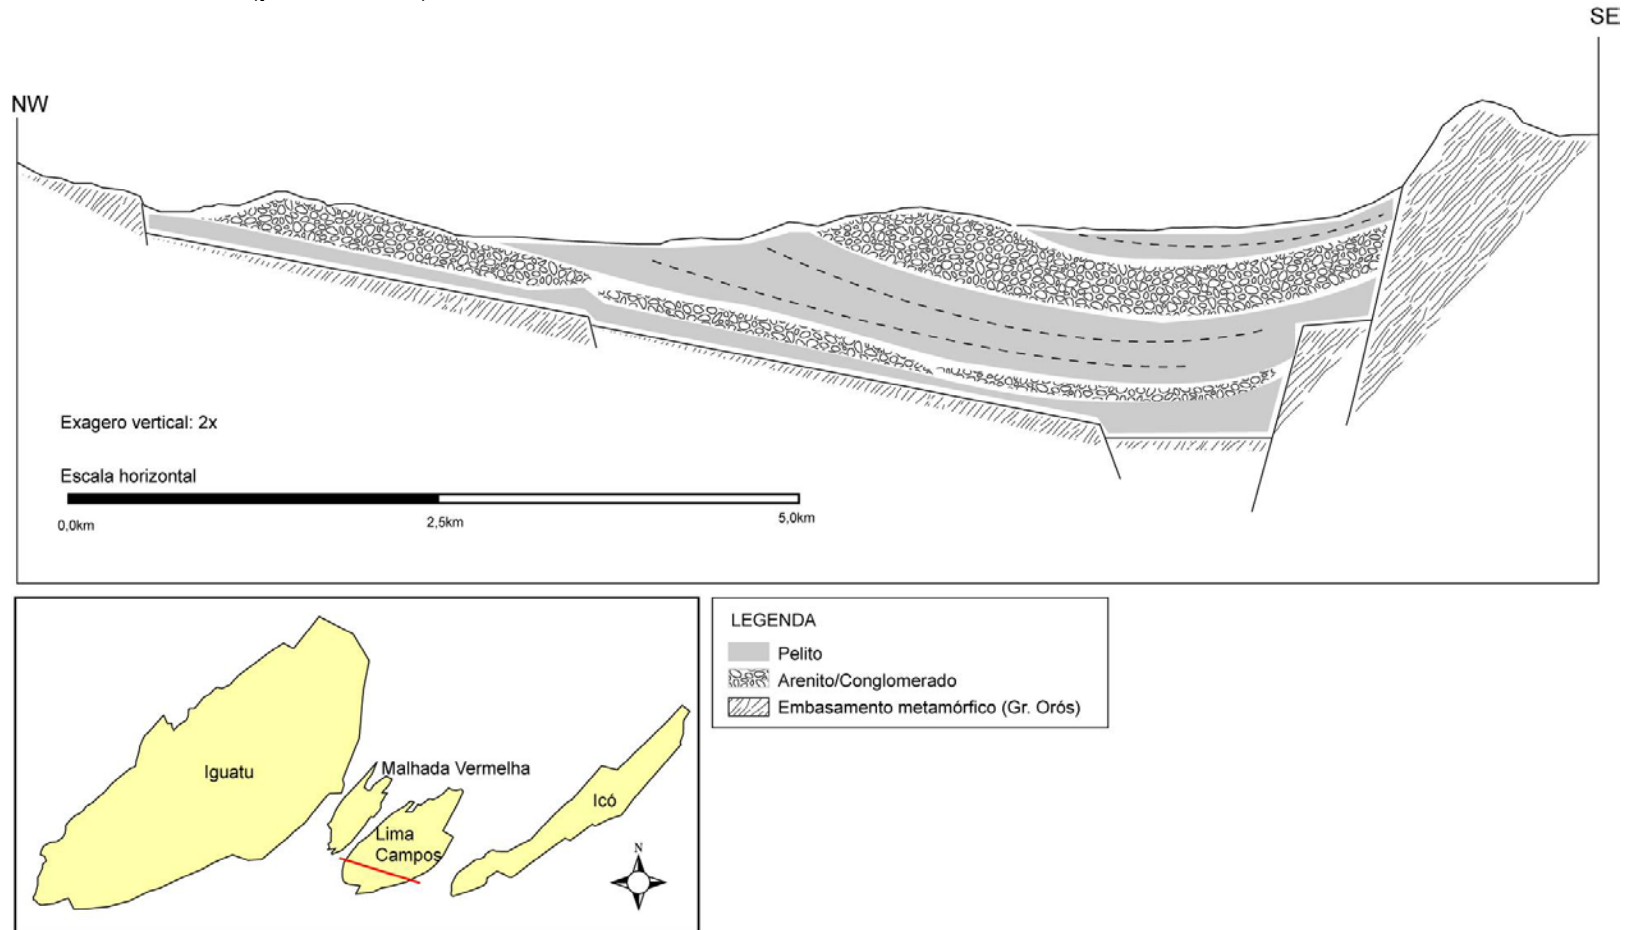 SE
NW
Exagero vertical: 2x
Escala horizontal
0,0km
2,5km
5,0km
LEGENDA
Pelito
Arenito/Conglomerado
Embasamento metamórfico (Gr. Orós)
Iguatu
Malhada Vermelha
Lima
Campos
Icó
N